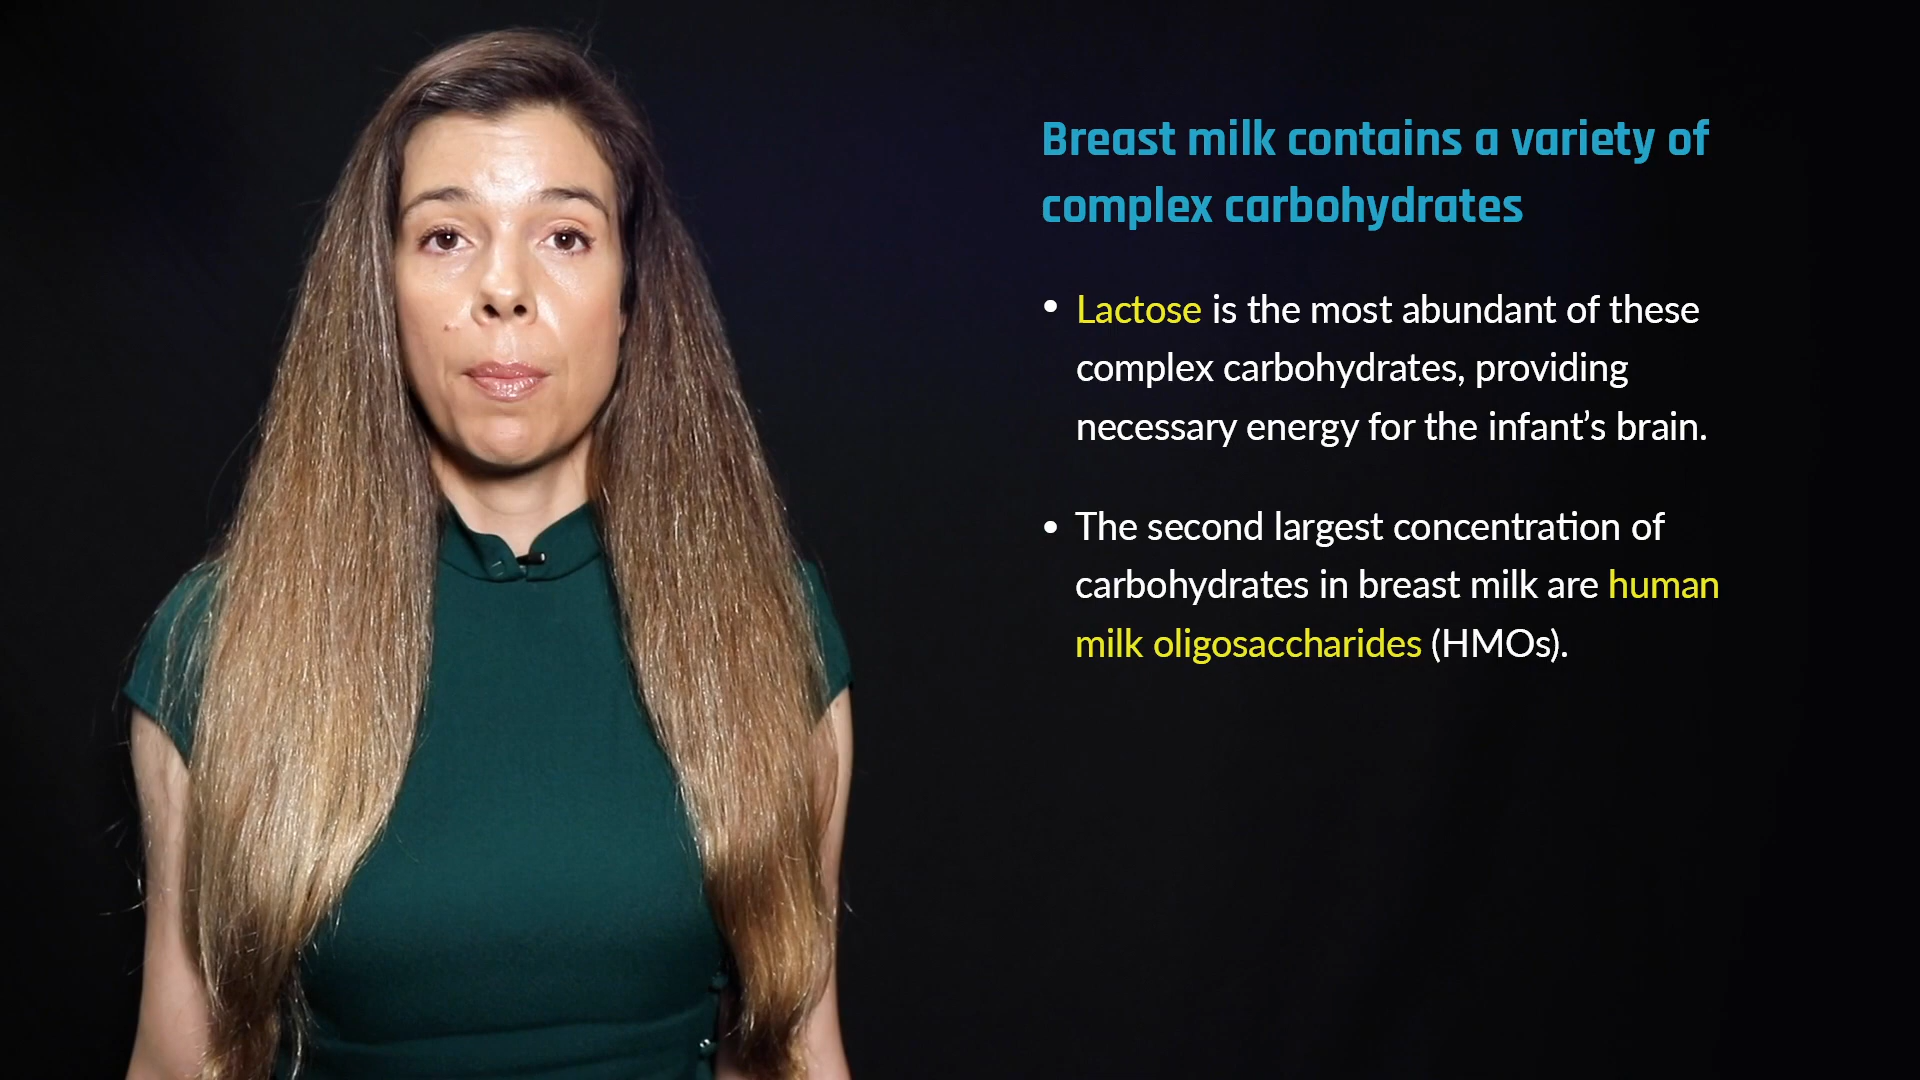 Breast milk contains a variety of
complex carbohydrates
• Lactose is the most abundant of these
complex carbohydrates, providing
necessary energy for the infant’s brain.
• The second largest concentration of
carbohydrates in breast milk are human
milk oligosaccharides (HMOs).